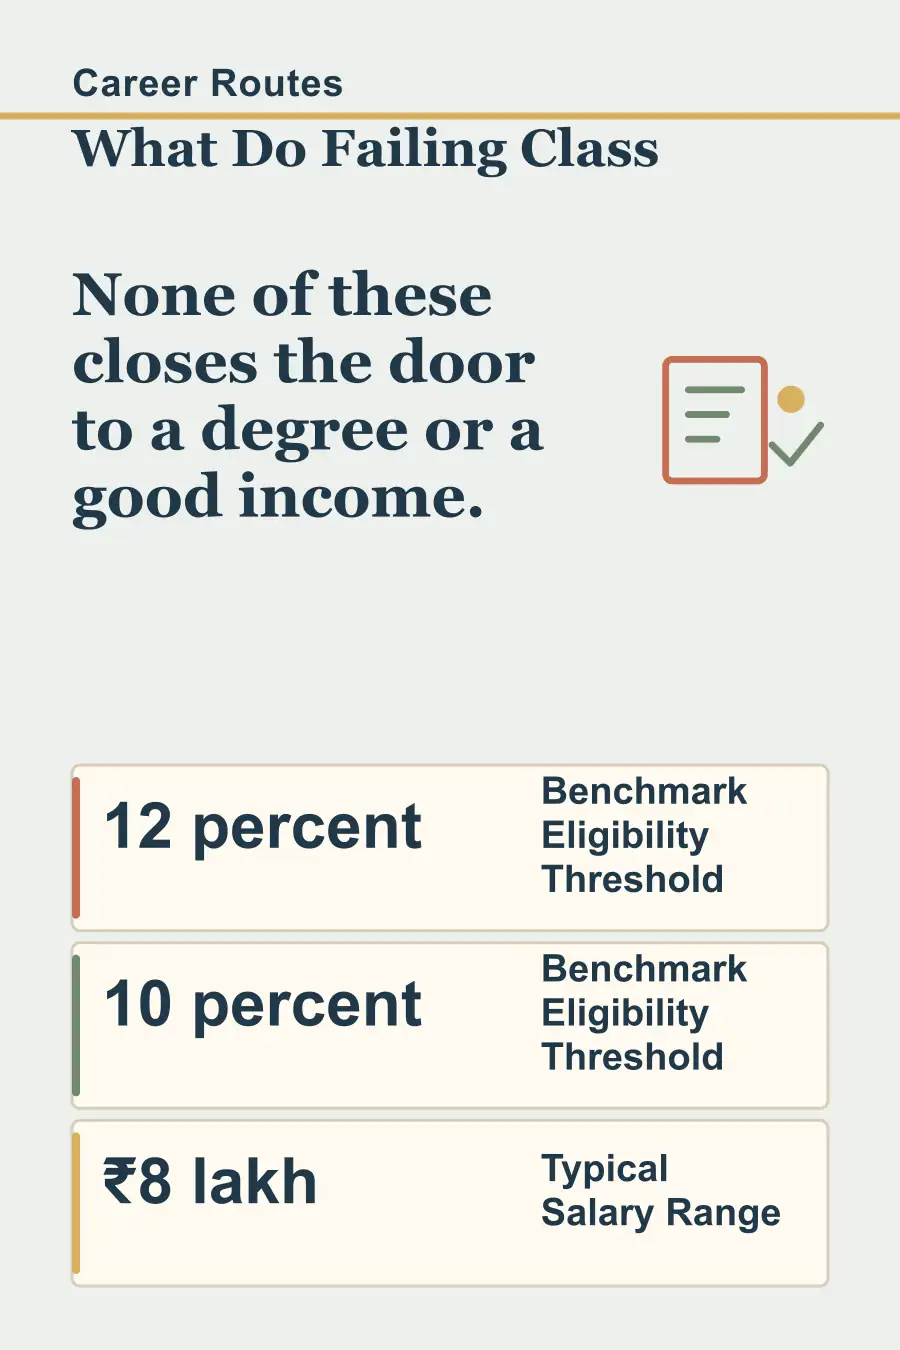 Career Routes
What Do Failing Class
None of these
closes the door
to a degree or a
good income.
12 percent
Benchmark
Eligibility
Threshold
10 percent
Benchmark
Eligibility
Threshold
₹8 lakh
Typical
Salary Range